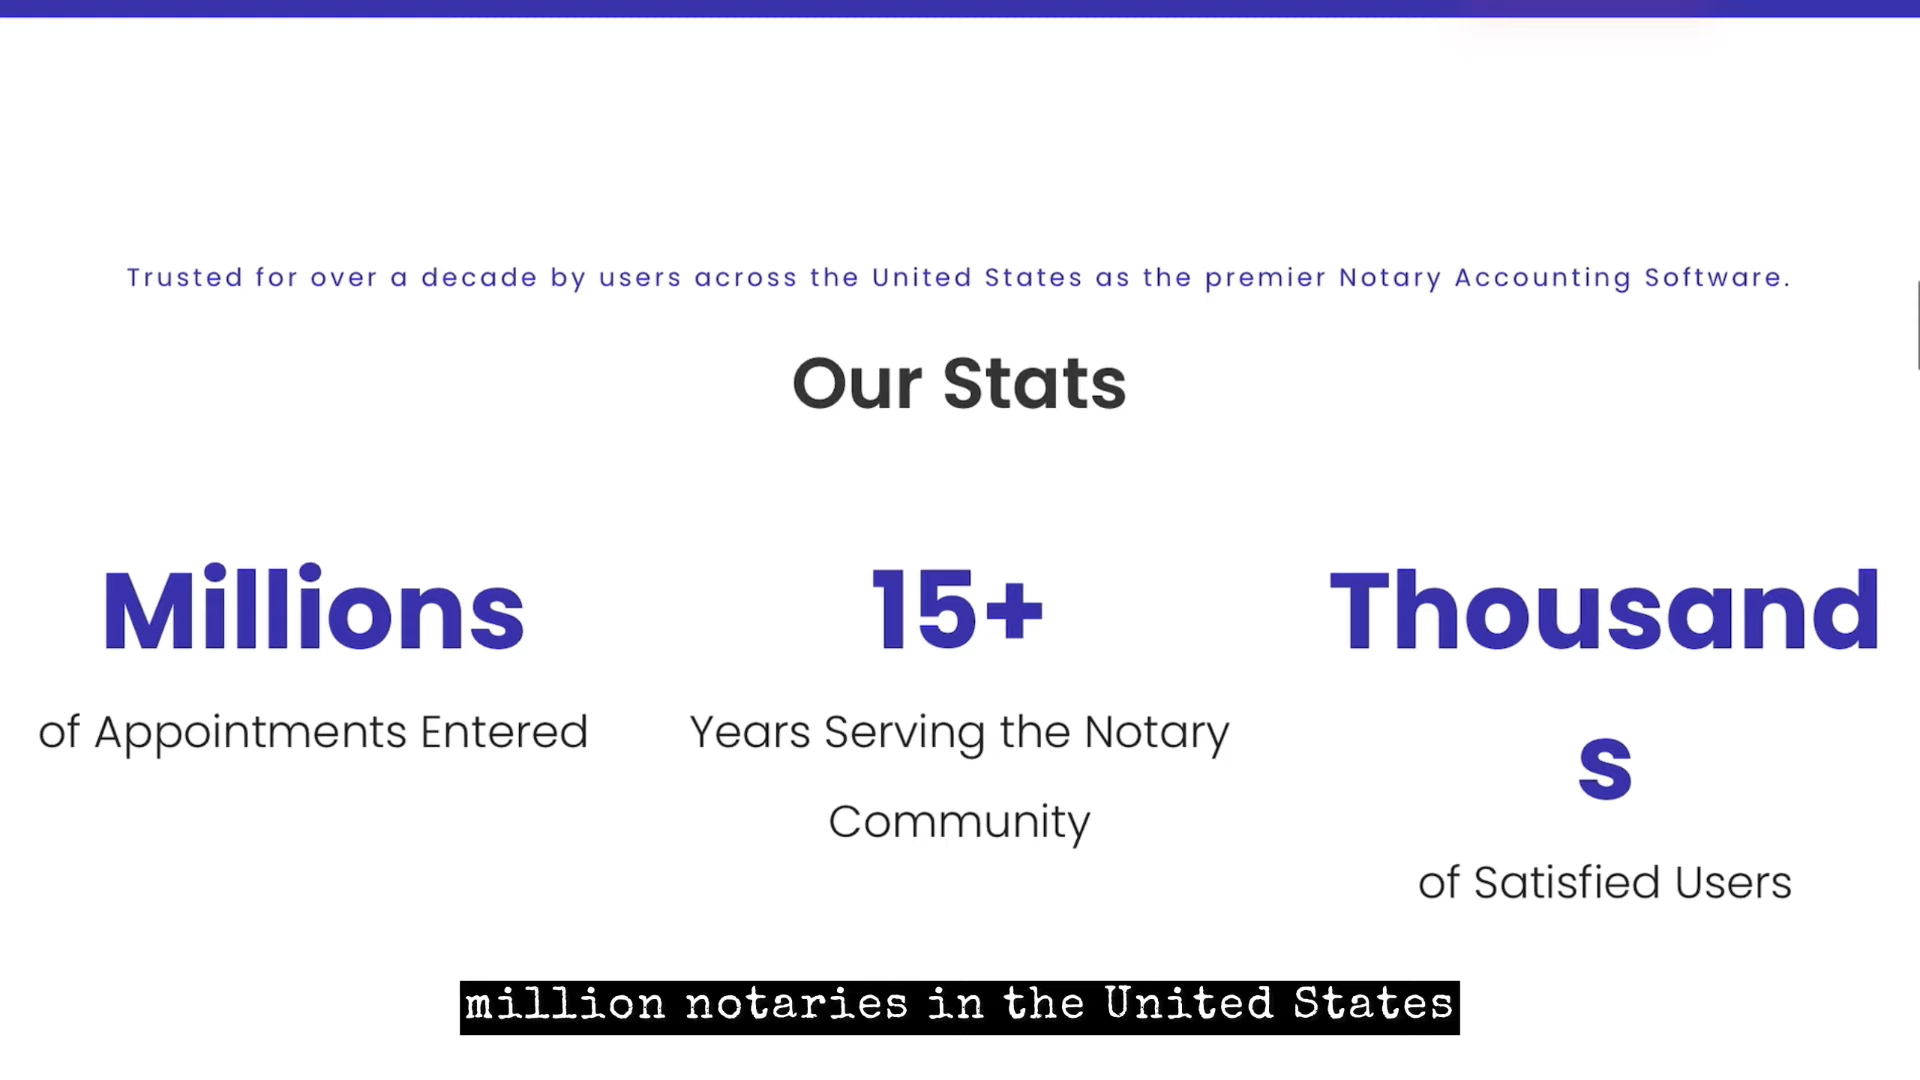 Trusted for over a decade by users across the United States as the premier Notary Accounting Software.
Our Stats
Millions
of Appointments Entered
15+
Years Serving the Notary
Community
Thousand
s
of Satisfied Users
million notaries in the United States